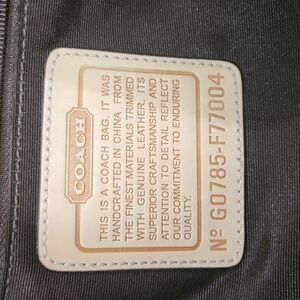 COACH
THIS IS A COACH BAG. IT WAS
HANDCRAFTED IN CHINA FROM
THE FINEST MATERIALS TRIMMED
WITH GENUINE LEATHER. ITS
SUPERIOR CRAFTSMANSHIP AND
ATTENTION TO DETAIL REFLECT
OUR COMMITMENT TO ENDURING
QUALITY.
Nº G0785-F77004